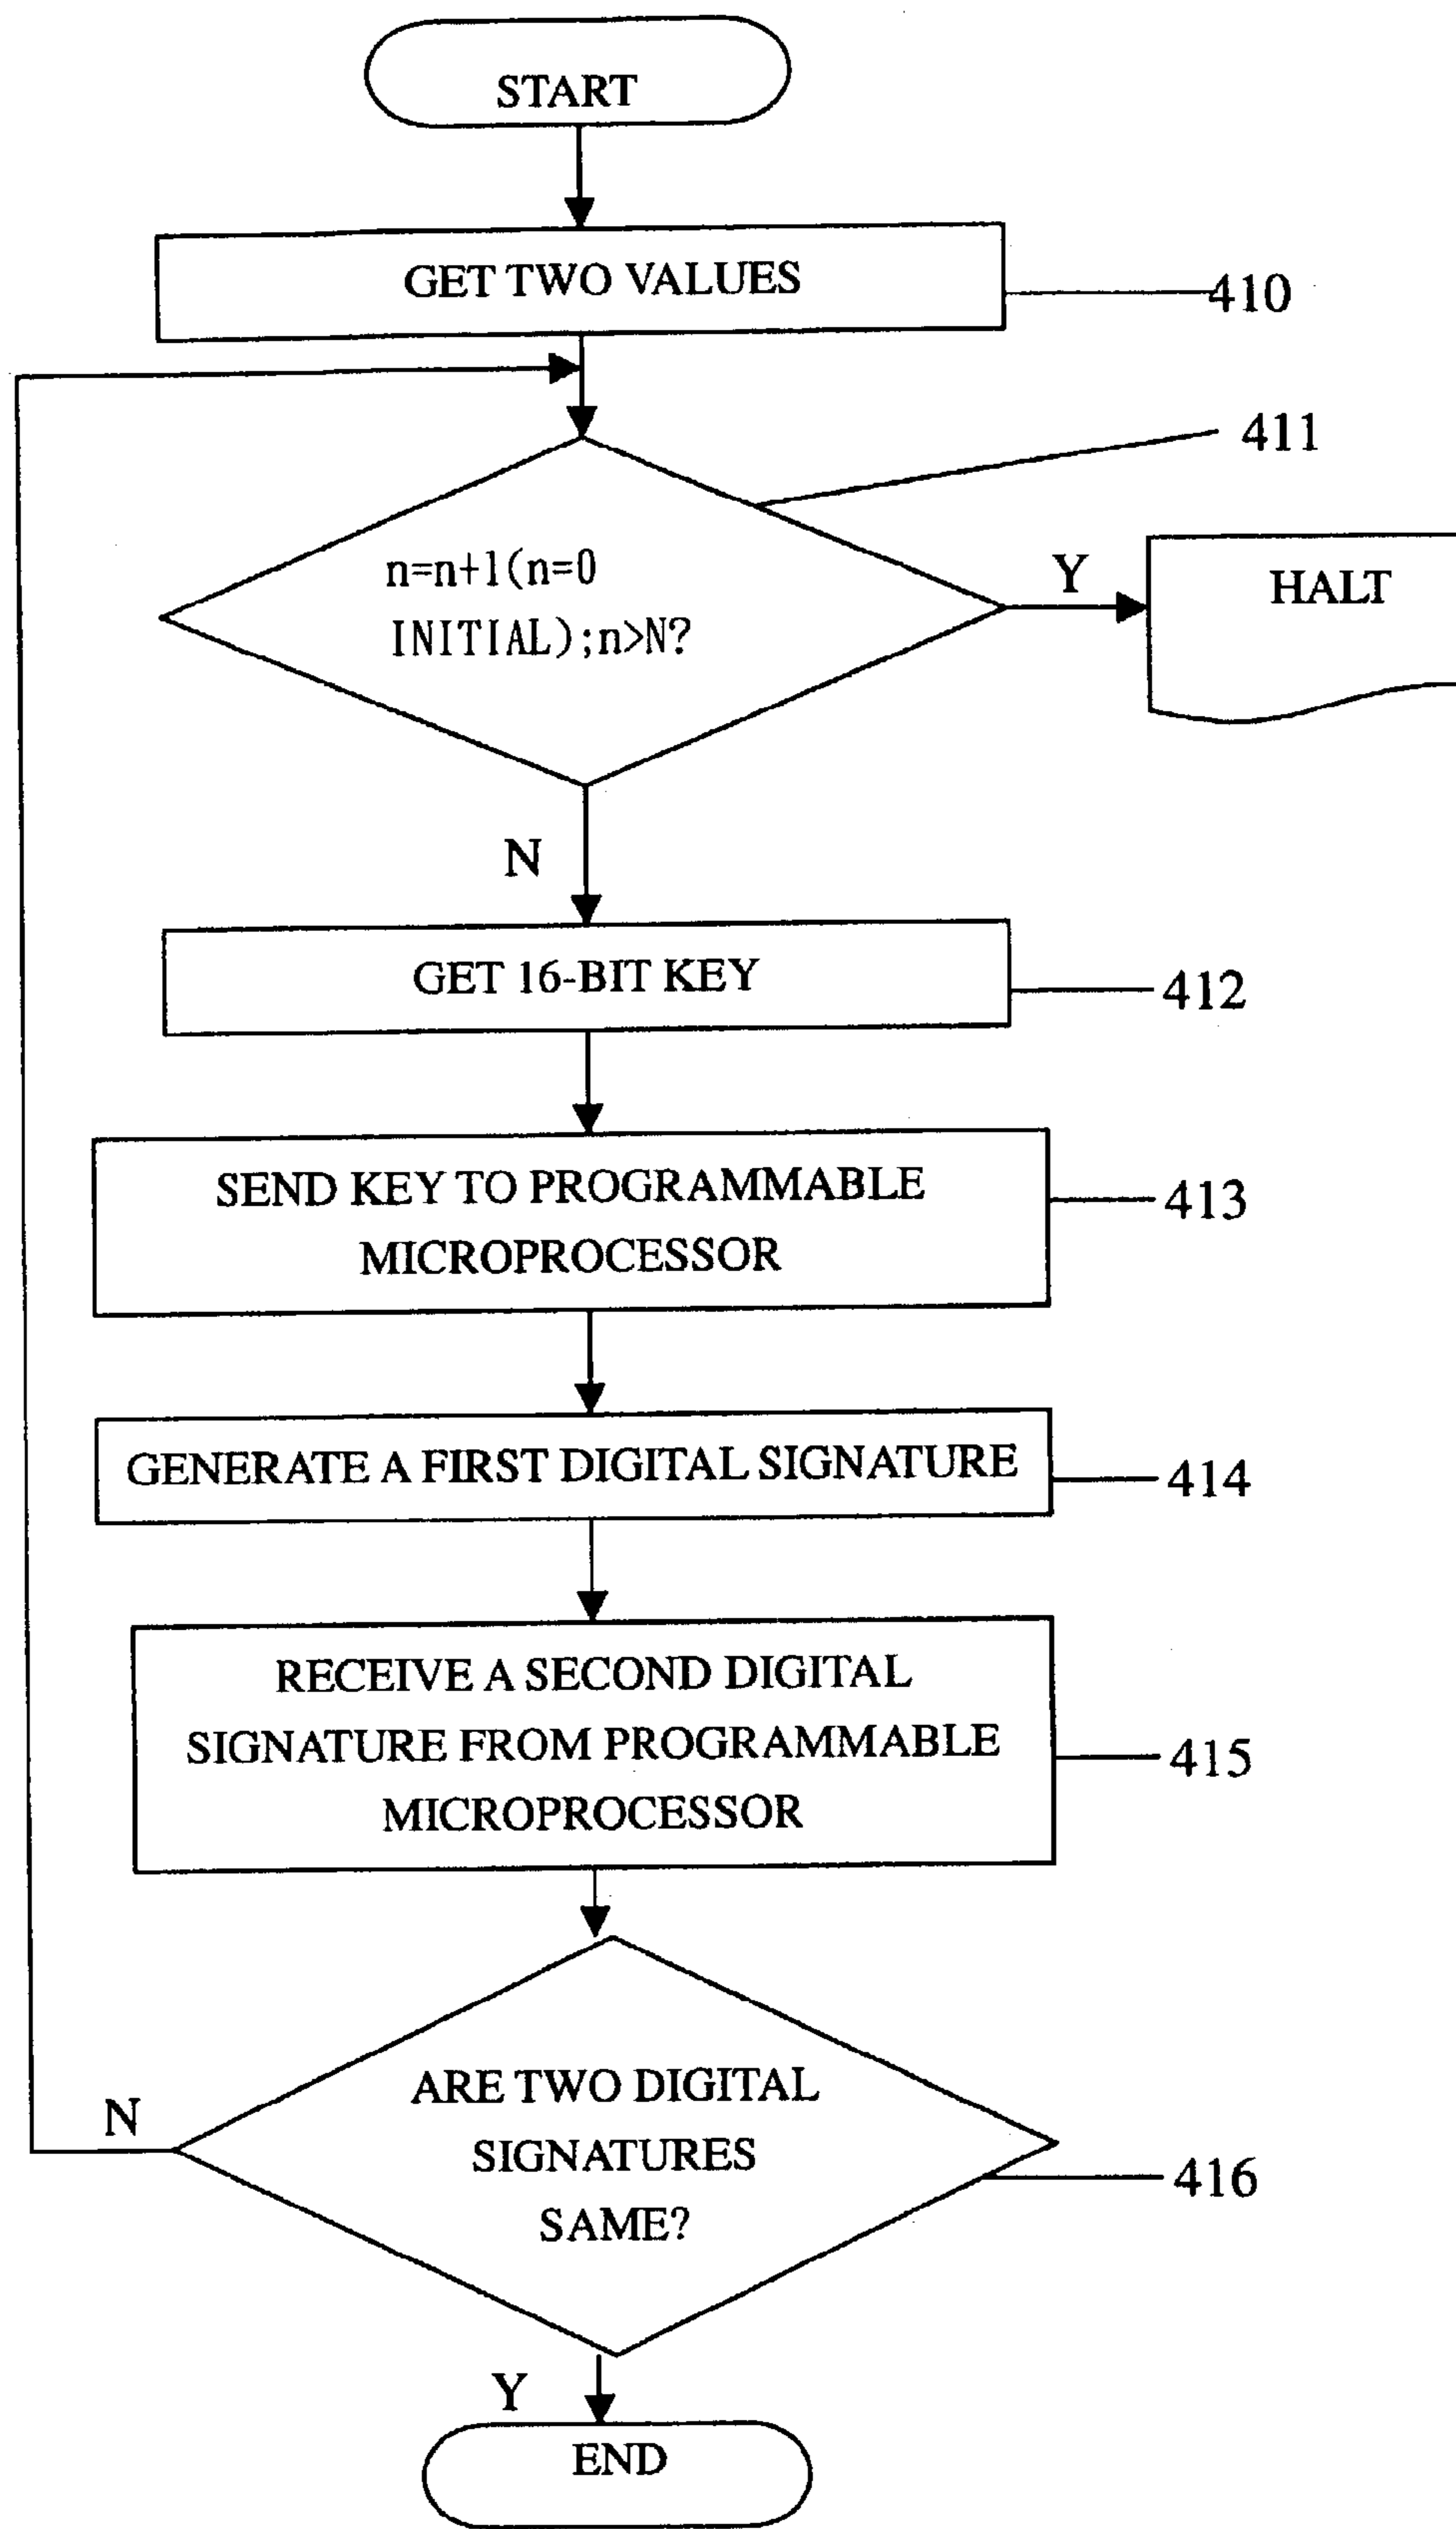 START
GET TWO VALUES
410
411
n=n+1(n=0
INITIAL);n>N?
Y
HALT
N
GET 16-BIT KEY
412
SEND KEY TO PROGRAMMABLE
MICROPROCESSOR
413
GENERATE A FIRST DIGITAL SIGNATURE
414
RECEIVE A SECOND DIGITAL
SIGNATURE FROM PROGRAMMABLE
MICROPROCESSOR
415
ARE TWO DIGITAL
SIGNATURES
SAME?
N
416
Y
END